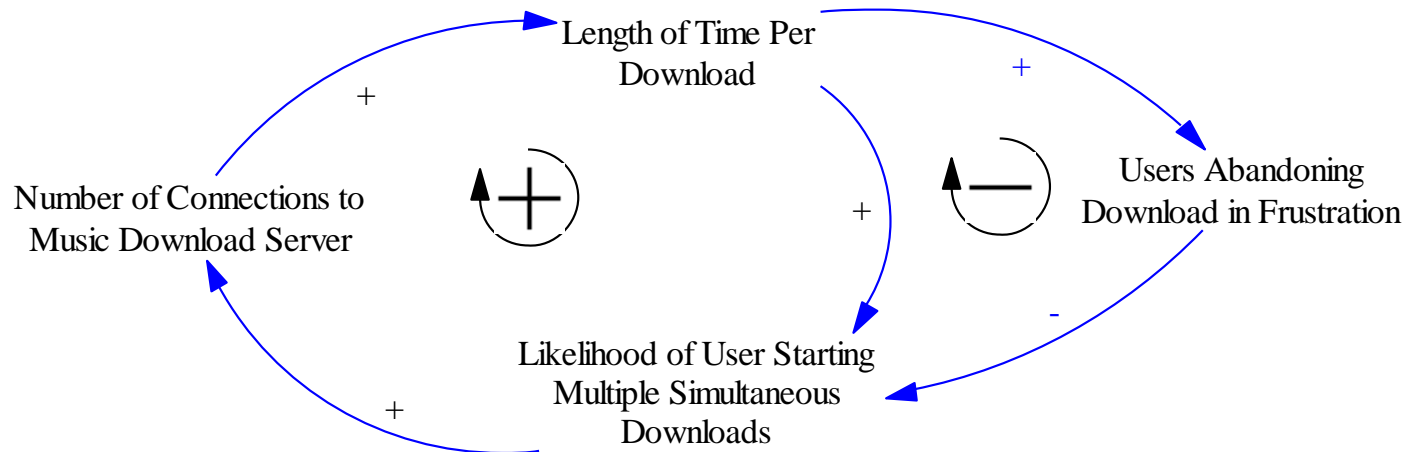 Length of Time Per
Download
+
+
Users Abandoning
Download in Frustration
Number of Connections to
Music Download Server
+
−
+
-
Likelihood of User Starting
Multiple Simultaneous
Downloads
+